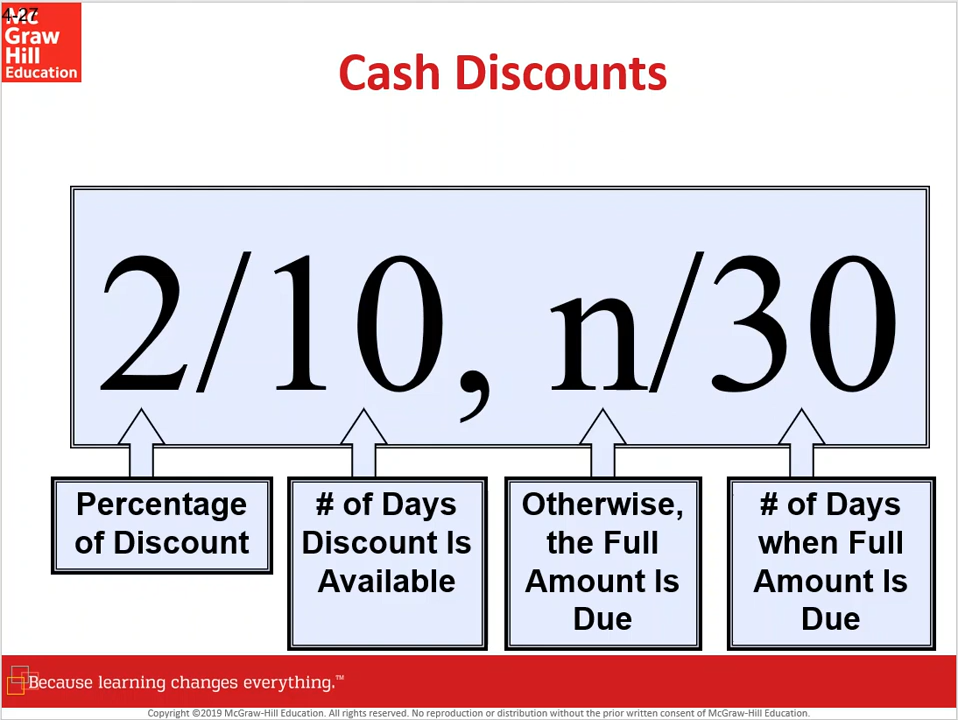 4-27
Mc
Graw
Hill
Education
Cash Discounts
2/10, n/30
Percentage
of Discount
# of Days
Discount Is
Available
Otherwise,
the Full
Amount Is
Due
# of Days
when Full
Amount Is
Due
Because learning changes everything.™
Copyright ©2019 McGraw-Hill Education. All rights reserved. No reproduction or distribution without the prior written consent of McGraw-Hill Education.